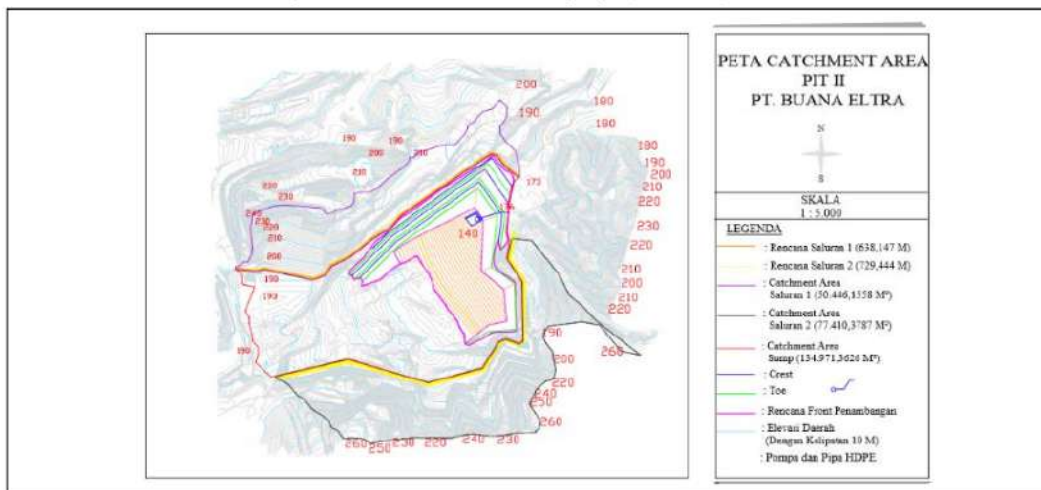 PETA CATCHMENT AREA
PIT II
PT. BUANA ELTRA
N
S
SKALA
1 : 5.000
LEGENDA
: Rencana Saluran 1 (638,147 M)
: Rencana Saluran 2 (729,444 M)
: Catchment Area
Saluran 1 (50.446,1358 M²)
: Catchment Area
Saluran 2 (77.410,3787 M²)
: Catchment Area
Sump (134.971,3626 M²)
: Crest
: Toe
: Rencana Front Penambangan
: Elevasi Daerah
(Dengan Kelipatan 10 M)
: Pompa dan Pipa HDPE
200
190
180
180
180
190
210
220
230
220
210
200
210
220
190
200
190
210
210
230
230
220
210
200
190
190
190
173
140
190
200
220
240
250
260
260
260
250
230
220
240
230